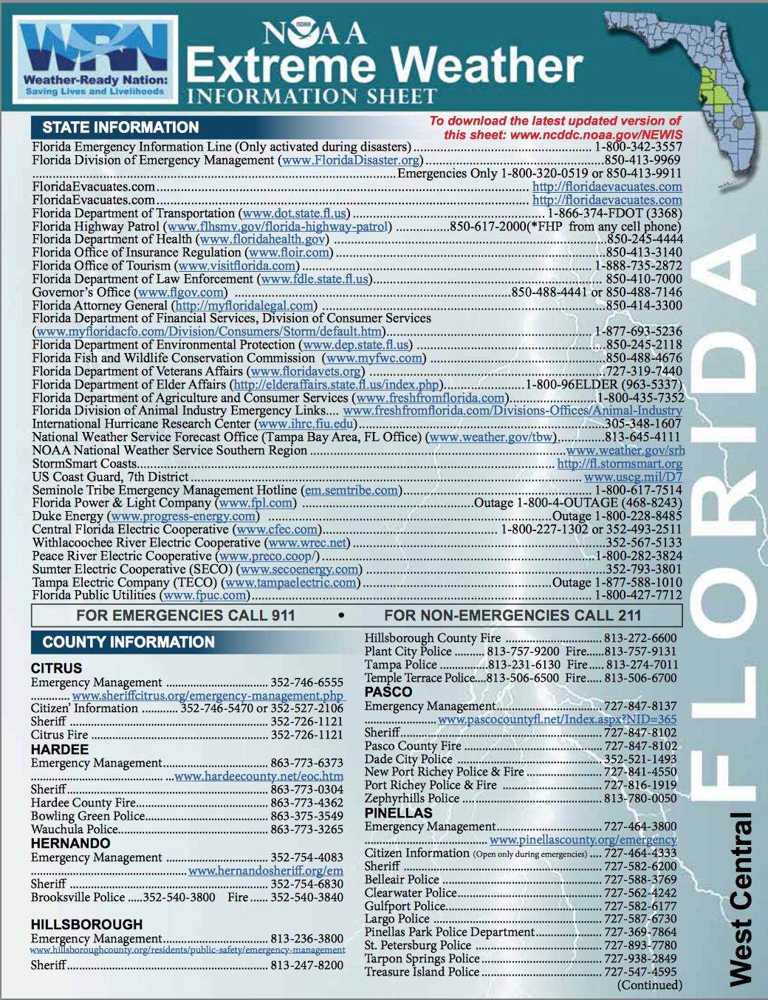 WRN
Weather-Ready Nation:
Saving Lives and Livelihoods
NOAA
Extreme Weather
INFORMATION SHEET
STATE INFORMATION
To download the latest updated version of
this sheet: www.ncddc.noaa.gov/NEWIS
Florida Emergency Information Line (Only activated during disasters) 1-800-342-3557
Florida Division of Emergency Management (www.FloridaDisaster.org) 850-413-9969
Emergencies Only 1-800-320-0519 or 850-413-9911
FloridaEvacuates.com http://floridaevacuates.com
FloridaEvacuates.com http://floridaevacuates.com
Florida Department of Transportation (www.dot.state.fl.us) 1-866-374-FDOT (3368)
Florida Highway Patrol (www.flhsmv.gov/florida-highway-patrol) 850-617-2000(*FHP from any cell phone)
Florida Department of Health (www.floridahealth.gov) 850-245-4444
Florida Office of Insurance Regulation (www.floir.com) 850-413-3140
Florida Office of Tourism (www.visitflorida.com) 1-888-735-2872
Florida Department of Law Enforcement (www.fdle.state.fl.us) 850-410-7000
Governor's Office (www.flgov.com) 850-488-4441 or 850-488-7146
Florida Attorney General (http://myfloridalegal.com) 850-414-3300
Florida Department of Financial Services, Division of Consumer Services
(www.myfloridacfo.com/Division/Consumers/Storm/default.htm) 1-877-693-5236
Florida Department of Environmental Protection (www.dep.state.fl.us) 850-245-2118
Florida Fish and Wildlife Conservation Commission (www.myfwc.com) 850-488-4676
Florida Department of Veterans Affairs (www.floridavets.org) 727-319-7440
Florida Department of Elder Affairs (http://elderaffairs.state.fl.us/index.php) 1-800-96ELDER (963-5337)
Florida Department of Agriculture and Consumer Services (www.freshfromflorida.com) 1-800-435-7352
Florida Division of Animal Industry Emergency Links.... www.freshfromflorida.com/Divisions-Offices/Animal-Industry
International Hurricane Research Center (www.ihrc.fiu.edu) 305-348-1607
National Weather Service Forecast Office (Tampa Bay Area, FL Office) (www.weather.gov/tbw) 813-645-4111
NOAA National Weather Service Southern Region www.weather.gov/srh
StormSmart Coasts http://fl.stormsmart.org
US Coast Guard, 7th District www.uscg.mil/D7
Seminole Tribe Emergency Management Hotline (em.semtribe.com) 1-800-617-7514
Florida Power & Light Company (www.fpl.com) Outage 1-800-4-OUTAGE (468-8243)
Duke Energy (www.progress-energy.com) Outage 1-800-228-8485
Central Florida Electric Cooperative (www.cfec.com) 1-800-227-1302 or 352-493-2511
Withlacoochee River Electric Cooperative (www.wrec.net) 352-567-5133
Peace River Electric Cooperative (www.preco.coop/) 1-800-282-3824
Sumter Electric Cooperative (SECO) (www.secoenergy.com) 352-793-3801
Tampa Electric Company (TECO) (www.tampaelectric.com) Outage 1-877-588-1010
Florida Public Utilities (www.fpuc.com) 1-800-427-7712
FOR EMERGENCIES CALL 911 • FOR NON-EMERGENCIES CALL 211
COUNTY INFORMATION
CITRUS
Emergency Management 352-746-6555
www.sheriffcitrus.org/emergency-management.php
Citizen' Information 352-746-5470 or 352-527-2106
Sheriff 352-726-1121
Citrus Fire 352-726-1121
HARDEE
Emergency Management 863-773-6373
www.hardeecounty.net/eoc.htm
Sheriff 863-773-0304
Hardee County Fire 863-773-4362
Bowling Green Police 863-375-3549
Wauchula Police 863-773-3265
HERNANDO
Emergency Management 352-754-4083
www.hernandosheriff.org/em
Sheriff 352-754-6830
Brooksville Police 352-540-3800 Fire 352-540-3840
HILLSBOROUGH
Emergency Management 813-236-3800
www.hillsboroughcounty.org/residents/public-safety/emergency-management
Sheriff 813-247-8200
Hillsborough County Fire 813-272-6600
Plant City Police 813-757-9200 Fire 813-757-9131
Tampa Police 813-231-6130 Fire 813-274-7011
Temple Terrace Police 813-506-6500 Fire 813-506-6700
PASCO
Emergency Management 727-847-8137
www.pascocountyfl.net/Index.aspx?NID=365
Sheriff 727-847-8102
Pasco County Fire 727-847-8102
Dade City Police 352-521-1493
New Port Richey Police & Fire 727-841-4550
Port Richey Police & Fire 727-816-1919
Zephyrhills Police 813-780-0050
PINELLAS
Emergency Management 727-464-3800
www.pinellascounty.org/emergency
Citizen Information (Open only during emergencies) 727-464-4333
Sheriff 727-582-6200
Belleair Police 727-588-3769
Clearwater Police 727-562-4242
Gulfport Police 727-582-6177
Largo Police 727-587-6730
Pinellas Park Police Department 727-369-7864
St. Petersburg Police 727-893-7780
Tarpon Springs Police 727-938-2849
Treasure Island Police 727-547-4595
(Continued)
West Central FLORIDA